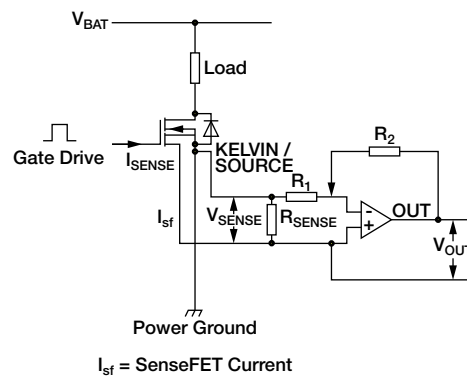 V_BAT
Load
Gate Drive
I_SENSE
KELVIN /
SOURCE
R_1
R_2
I_sf
V_SENSE
R_SENSE
-
+
OUT
V_OUT
Power Ground
I_sf = SenseFET Current